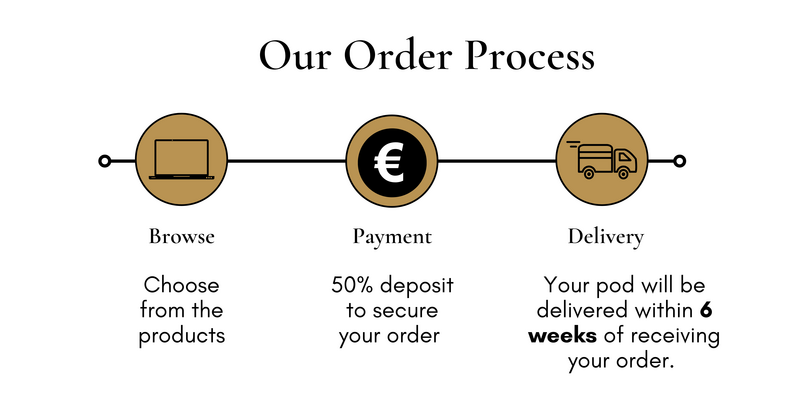 Our Order Process
€
Browse
Payment
Delivery
Choose
from the
products
50% deposit
to secure
your order
Your pod will be
delivered within 6
weeks of receiving
your order.